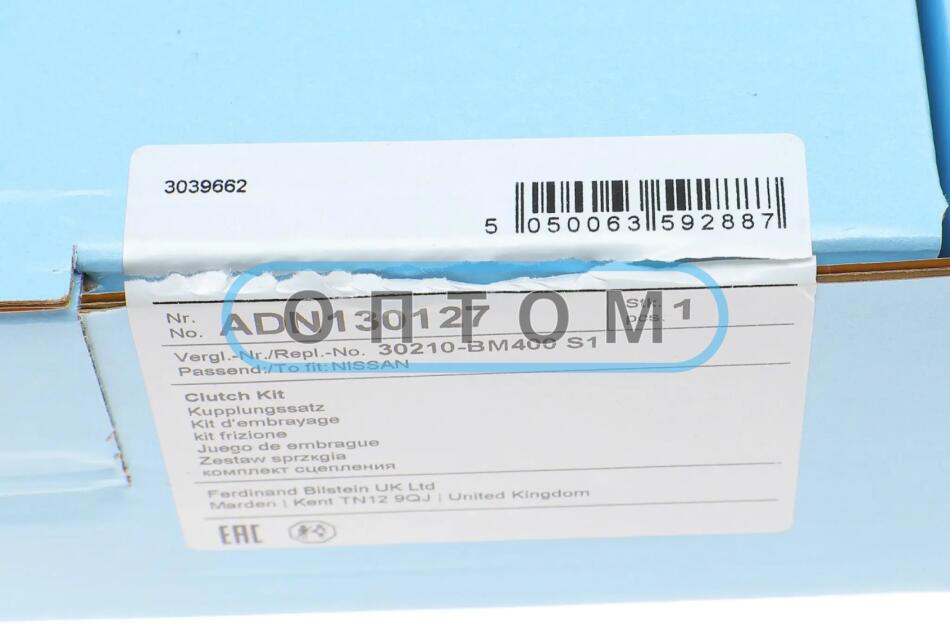 3039662
5 050063 592887
Nr.
No. ADN130127 Stk. pcs. 1
ОПТОМ
Vergl.-Nr./Repl.-No. 30210-BM400 S1
Passend:/To fit: NISSAN
Clutch Kit
Kupplungssatz
Kit d'embrayage
kit frizione
Juego de embrague
Zestaw sprzęgła
комплект сцепления
Ferdinand Bilstein UK Ltd
Marden | Kent TN12 9QJ | United Kingdom
EAC